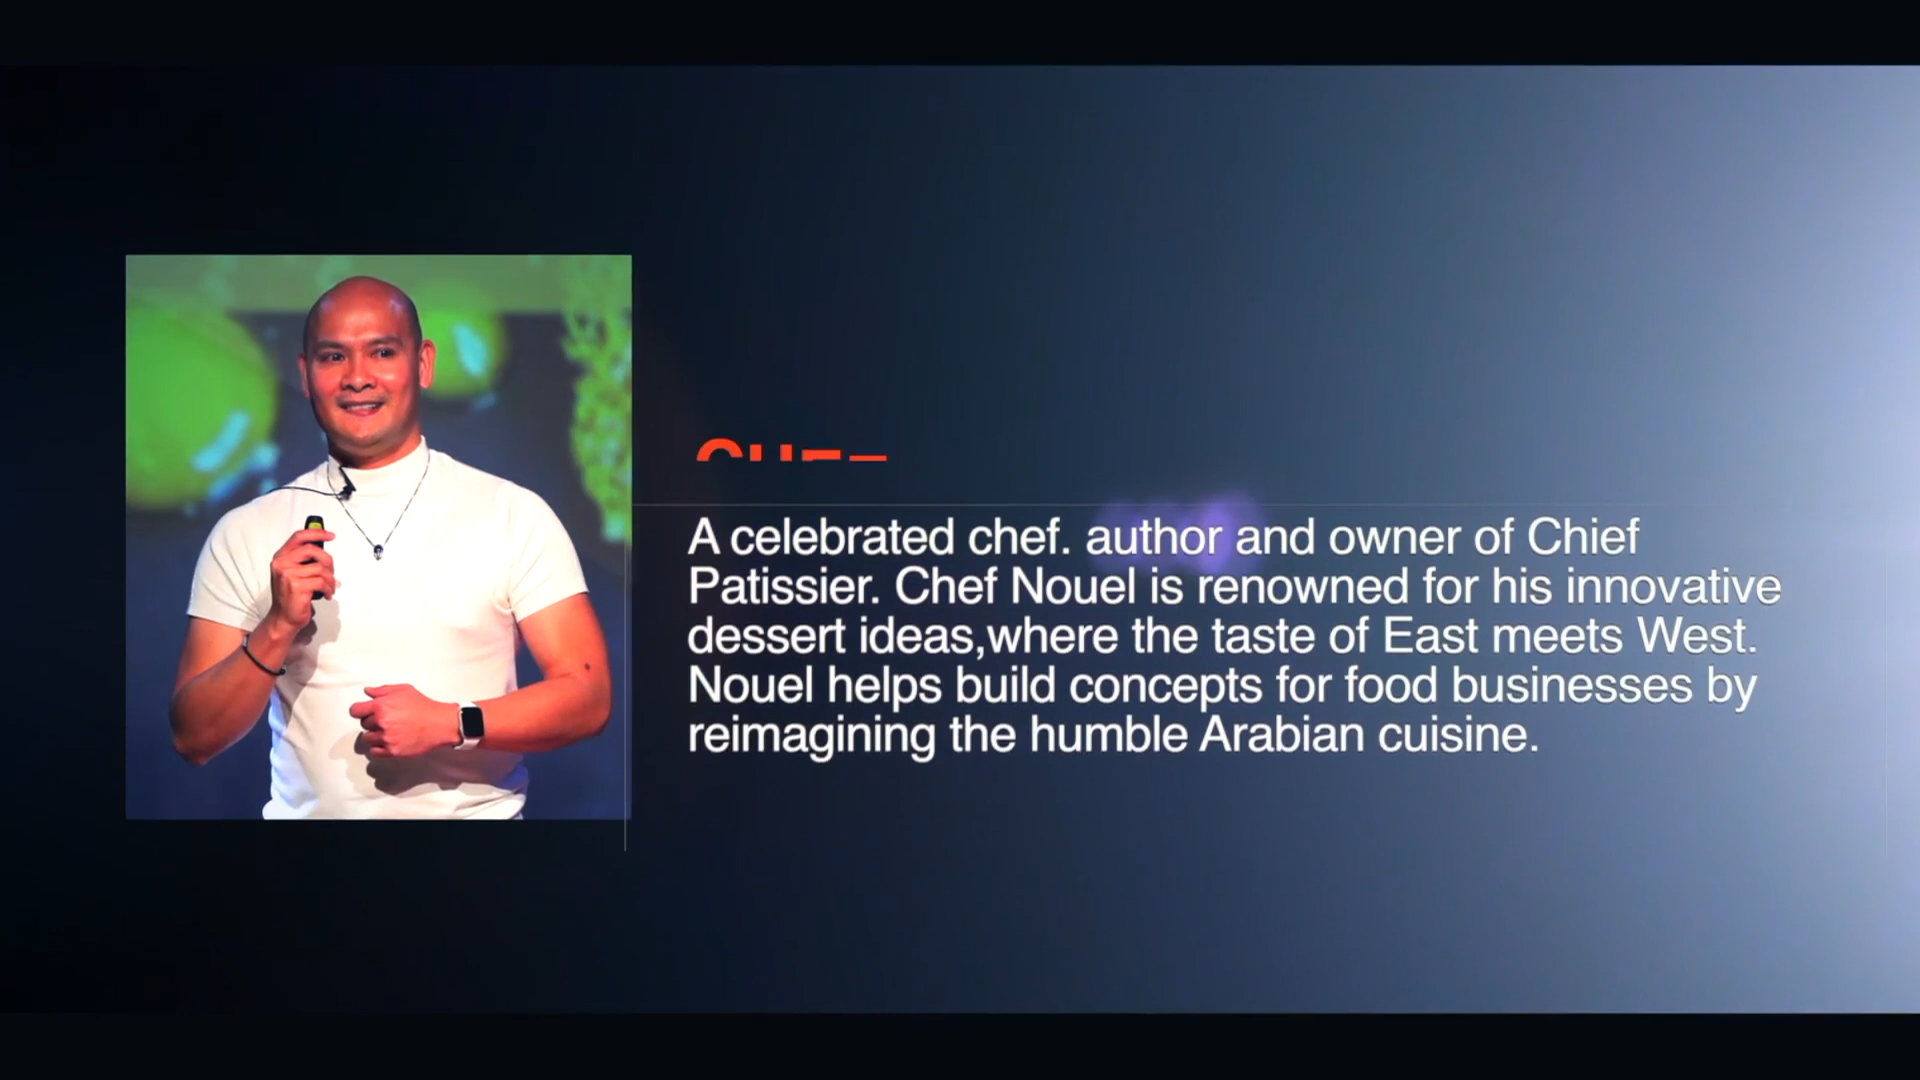 A celebrated chef. author and owner of Chief
Patissier. Chef Nouel is renowned for his innovative
dessert ideas,where the taste of East meets West.
Nouel helps build concepts for food businesses by
reimagining the humble Arabian cuisine.